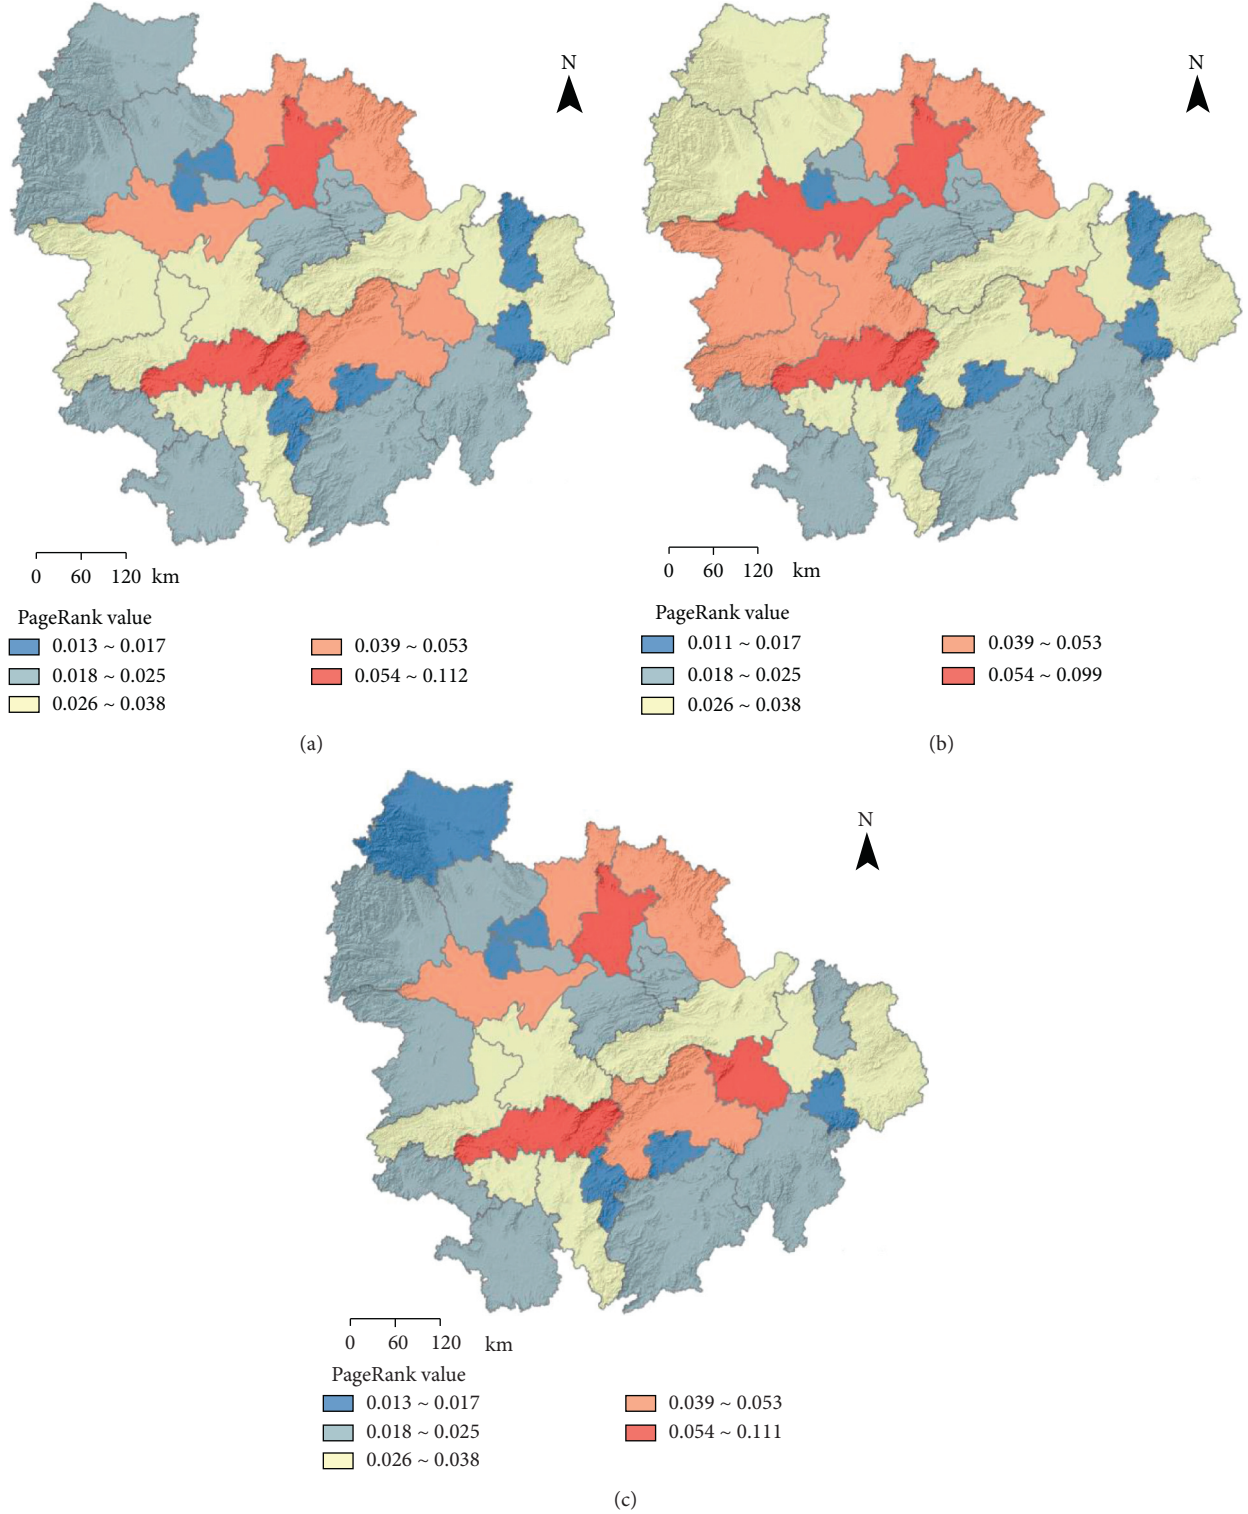 N
0 60 120 km
PageRank value
0.013 ~ 0.017
0.018 ~ 0.025
0.026 ~ 0.038
0.039 ~ 0.053
0.054 ~ 0.112
(a)
N
0 60 120 km
PageRank value
0.011 ~ 0.017
0.018 ~ 0.025
0.026 ~ 0.038
0.039 ~ 0.053
0.054 ~ 0.099
(b)
N
0 60 120 km
PageRank value
0.013 ~ 0.017
0.018 ~ 0.025
0.026 ~ 0.038
0.039 ~ 0.053
0.054 ~ 0.111
(c)